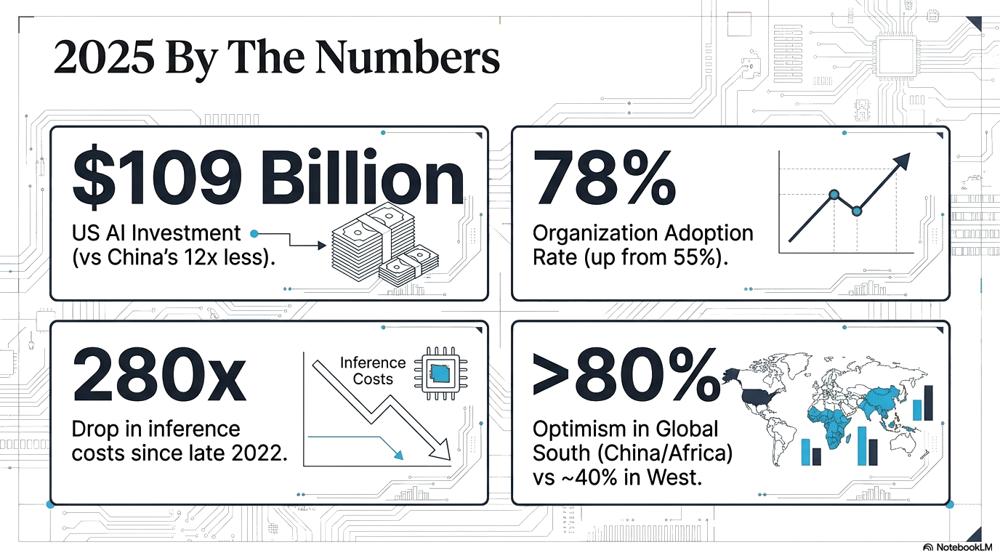 2025 By The Numbers
$109 Billion
US AI Investment
(vs China’s 12x less).
78%
Organization Adoption
Rate (up from 55%).
280x
Drop in inference
costs since late 2022.
Inference
Costs
>80%
Optimism in Global
South (China/Africa)
vs ~40% in West.
NotebookLM